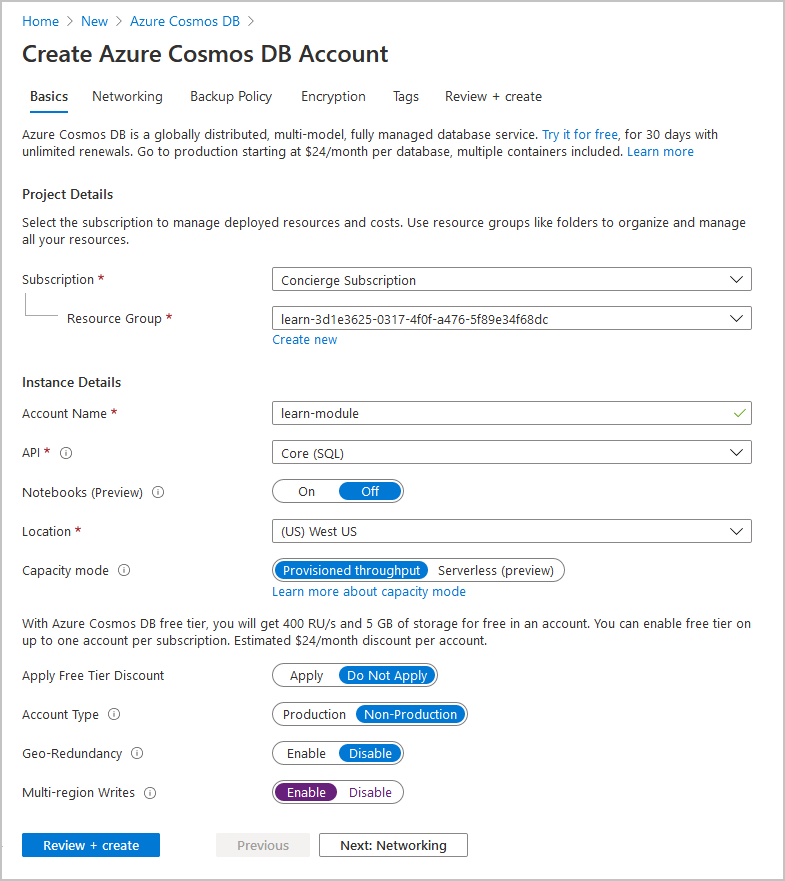 Home > New > Azure Cosmos DB >
Create Azure Cosmos DB Account
Basics Networking Backup Policy Encryption Tags Review + create
Azure Cosmos DB is a globally distributed, multi-model, fully managed database service. Try it for free, for 30 days with
unlimited renewals. Go to production starting at $24/month per database, multiple containers included. Learn more
Project Details
Select the subscription to manage deployed resources and costs. Use resource groups like folders to organize and manage
all your resources.
Subscription * Concierge Subscription
Resource Group * learn-3d1e3625-0317-4f0f-a476-5f89e34f68dc
Create new
Instance Details
Account Name * learn-module
API * Core (SQL)
Notebooks (Preview) On Off
Location * (US) West US
Capacity mode Provisioned throughput Serverless (preview)
Learn more about capacity mode
With Azure Cosmos DB free tier, you will get 400 RU/s and 5 GB of storage for free in an account. You can enable free tier on
up to one account per subscription. Estimated $24/month discount per account.
Apply Free Tier Discount Apply Do Not Apply
Account Type Production Non-Production
Geo-Redundancy Enable Disable
Multi-region Writes Enable Disable
Review + create Previous Next: Networking